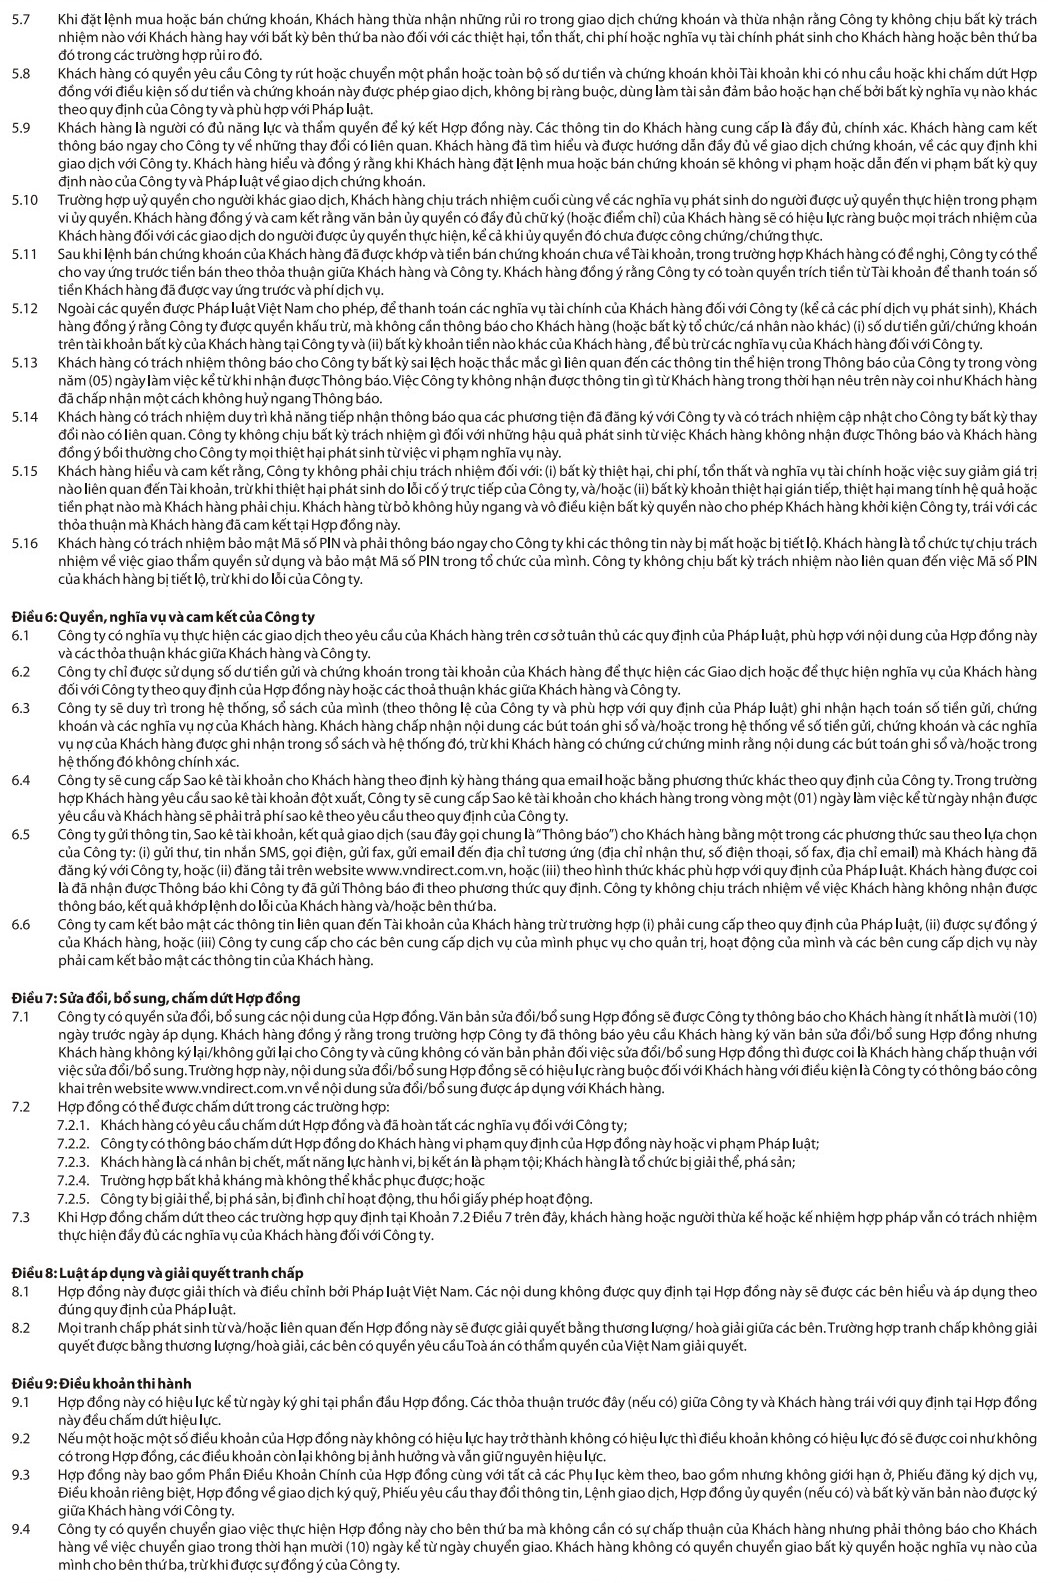 5.7 Khi đặt lệnh mua hoặc bán chứng khoán, Khách hàng thừa nhận những rủi ro trong giao dịch chứng khoán và thừa nhận rằng Công ty không chịu bất kỳ trách
nhiệm nào với Khách hàng hay với bất kỳ bên thứ ba nào đối với các thiệt hại, tổn thất, chi phí hoặc nghĩa vụ tài chính phát sinh cho Khách hàng hoặc bên thứ ba
đó trong các trường hợp rủi ro đó.
5.8 Khách hàng có quyền yêu cầu Công ty rút hoặc chuyển một phần hoặc toàn bộ số dư tiền và chứng khoán khỏi Tài khoản khi có nhu cầu hoặc khi chấm dứt Hợp
đồng với điều kiện số dư tiền và chứng khoán này được phép giao dịch, không bị ràng buộc, dùng làm tài sản đảm bảo hoặc hạn chế bởi bất kỳ nghĩa vụ nào khác
theo quy định của Công ty và phù hợp với Pháp luật.
5.9 Khách hàng là người có đủ năng lực và thẩm quyền để ký kết Hợp đồng này. Các thông tin do Khách hàng cung cấp là đầy đủ, chính xác. Khách hàng cam kết
thông báo ngay cho Công ty về những thay đổi có liên quan. Khách hàng đã tìm hiểu và được hướng dẫn đầy đủ về giao dịch chứng khoán, về các quy định khi
giao dịch với Công ty. Khách hàng hiểu và đồng ý rằng khi Khách hàng đặt lệnh mua hoặc bán chứng khoán sẽ không vi phạm hoặc dẫn đến vi phạm bất kỳ quy
định nào của Công ty và Pháp luật về giao dịch chứng khoán.
5.10 Trường hợp uỷ quyền cho người khác giao dịch, Khách hàng chịu trách nhiệm cuối cùng về các nghĩa vụ phát sinh do người được uỷ quyền thực hiện trong phạm
vi ủy quyền. Khách hàng đồng ý và cam kết rằng văn bản ủy quyền có đầy đủ chữ ký (hoặc điểm chỉ) của Khách hàng sẽ có hiệu lực ràng buộc mọi trách nhiệm của
Khách hàng đối với các giao dịch do người được ủy quyền thực hiện, kể cả khi ủy quyền đó chưa được công chứng/chứng thực.
5.11 Sau khi lệnh bán chứng khoán của Khách hàng đã được khớp và tiền bán chứng khoán chưa về Tài khoản, trong trường hợp Khách hàng có đề nghị, Công ty có thể
cho vay ứng trước tiền bán theo thỏa thuận giữa Khách hàng và Công ty. Khách hàng đồng ý rằng Công ty có toàn quyền trích tiền từ Tài khoản để thanh toán số
tiền Khách hàng đã được vay ứng trước và phí dịch vụ.
5.12 Ngoài các quyền được Pháp luật Việt Nam cho phép, để thanh toán các nghĩa vụ tài chính của Khách hàng đối với Công ty (kể cả các phí dịch vụ phát sinh), Khách
hàng đồng ý rằng Công ty được quyền khấu trừ, mà không cần thông báo cho Khách hàng (hoặc bất kỳ tổ chức/cá nhân nào khác) (i) số dư tiền gửi/chứng khoán
trên tài khoản bất kỳ của Khách hàng tại Công ty và (ii) bất kỳ khoản tiền nào khác của Khách hàng , để bù trừ các nghĩa vụ của Khách hàng đối với Công ty.
5.13 Khách hàng có trách nhiệm thông báo cho Công ty bất kỳ sai lệch hoặc thắc mắc gì liên quan đến các thông tin thể hiện trong Thông báo của Công ty trong vòng
năm (05) ngày làm việc kể từ khi nhận được Thông báo. Việc Công ty không nhận được thông tin gì từ Khách hàng trong thời hạn nêu trên này coi như Khách hàng
đã chấp nhận một cách không huỷ ngang Thông báo.
5.14 Khách hàng có trách nhiệm duy trì khả năng tiếp nhận thông báo qua các phương tiện đã đăng ký với Công ty và có trách nhiệm cập nhật cho Công ty bất kỳ thay
đổi nào có liên quan. Công ty không chịu bất kỳ trách nhiệm gì đối với những hậu quả phát sinh từ việc Khách hàng không nhận được Thông báo và Khách hàng
đồng ý bồi thường cho Công ty mọi thiệt hại phát sinh từ việc vi phạm nghĩa vụ này.
5.15 Khách hàng hiểu và cam kết rằng, Công ty không phải chịu trách nhiệm đối với: (i) bất kỳ thiệt hại, chi phí, tổn thất và nghĩa vụ tài chính hoặc việc suy giảm giá trị
nào liên quan đến Tài khoản, trừ khi thiệt hại phát sinh do lỗi cố ý trực tiếp của Công ty, và/hoặc (ii) bất kỳ khoản thiệt hại gián tiếp, thiệt hại mang tính hệ quả hoặc
tiền phạt nào mà Khách hàng phải chịu. Khách hàng từ bỏ không hủy ngang và vô điều kiện bất kỳ quyền nào cho phép Khách hàng khởi kiện Công ty, trái với các
thỏa thuận mà Khách hàng đã cam kết tại Hợp đồng này.
5.16 Khách hàng có trách nhiệm bảo mật Mã số PIN và phải thông báo ngay cho Công ty khi các thông tin này bị mất hoặc bị tiết lộ. Khách hàng là tổ chức tự chịu trách
nhiệm về việc giao thẩm quyền sử dụng và bảo mật Mã số PIN trong tổ chức của mình. Công ty không chịu bất kỳ trách nhiệm nào liên quan đến việc Mã số PIN
của khách hàng bị tiết lộ, trừ khi do lỗi của Công ty.
Điều 6: Quyền, nghĩa vụ và cam kết của Công ty
6.1 Công ty có nghĩa vụ thực hiện các giao dịch theo yêu cầu của Khách hàng trên cơ sở tuân thủ các quy định của Pháp luật, phù hợp với nội dung của Hợp đồng này
và các thỏa thuận khác giữa Khách hàng và Công ty.
6.2 Công ty chỉ được sử dụng số dư tiền gửi và chứng khoán trong tài khoản của Khách hàng để thực hiện các Giao dịch hoặc để thực hiện nghĩa vụ của Khách hàng
đối với Công ty theo quy định của Hợp đồng này hoặc các thoả thuận khác giữa Khách hàng và Công ty.
6.3 Công ty sẽ duy trì trong hệ thống, sổ sách của mình (theo thông lệ của Công ty và phù hợp với quy định của Pháp luật) ghi nhận hạch toán số tiền gửi, chứng
khoán và các nghĩa vụ nợ của Khách hàng. Khách hàng chấp nhận nội dung các bút toán ghi sổ và/hoặc trong hệ thống về số tiền gửi, chứng khoán và các nghĩa
vụ nợ của Khách hàng được ghi nhận trong sổ sách và hệ thống đó, trừ khi Khách hàng có chứng cứ chứng minh rằng nội dung các bút toán ghi sổ và/hoặc trong
hệ thống đó không chính xác.
6.4 Công ty sẽ cung cấp Sao kê tài khoản cho Khách hàng theo định kỳ hàng tháng qua email hoặc bằng phương thức khác theo quy định của Công ty. Trong trường
hợp Khách hàng yêu cầu sao kê tài khoản đột xuất, Công ty sẽ cung cấp Sao kê tài khoản cho khách hàng trong vòng một (01) ngày làm việc kể từ ngày nhận được
yêu cầu và Khách hàng sẽ phải trả phí sao kê theo yêu cầu theo quy định của Công ty.
6.5 Công ty gửi thông tin, Sao kê tài khoản, kết quả giao dịch (sau đây gọi chung là “Thông báo”) cho Khách hàng bằng một trong các phương thức sau theo lựa chọn
của Công ty: (i) gửi thư, tin nhắn SMS, gọi điện, gửi fax, gửi email đến địa chỉ tương ứng (địa chỉ nhận thư, số điện thoại, số fax, địa chỉ email) mà Khách hàng đã
đăng ký với Công ty, hoặc (ii) đăng tải trên website www.vndirect.com.vn, hoặc (iii) theo hình thức khác phù hợp với quy định của Pháp luật. Khách hàng được coi
là đã nhận được Thông báo khi Công ty đã gửi Thông báo đi theo phương thức quy định. Công ty không chịu trách nhiệm về việc Khách hàng không nhận được
thông báo, kết quả khớp lệnh do lỗi của Khách hàng và/hoặc bên thứ ba.
6.6 Công ty cam kết bảo mật các thông tin liên quan đến Tài khoản của Khách hàng trừ trường hợp (i) phải cung cấp theo quy định của Pháp luật, (ii) được sự đồng ý
của Khách hàng, hoặc (iii) Công ty cung cấp cho các bên cung cấp dịch vụ của mình phục vụ cho quản trị, hoạt động của mình và các bên cung cấp dịch vụ này
phải cam kết bảo mật các thông tin của Khách hàng.
Điều 7: Sửa đổi, bổ sung, chấm dứt Hợp đồng
7.1 Công ty có quyền sửa đổi, bổ sung các nội dung của Hợp đồng. Văn bản sửa đổi/bổ sung Hợp đồng sẽ được Công ty thông báo cho Khách hàng ít nhất là mười (10)
ngày trước ngày áp dụng. Khách hàng đồng ý rằng trong trường hợp Công ty đã thông báo yêu cầu Khách hàng ký văn bản sửa đổi/bổ sung Hợp đồng nhưng
Khách hàng không ký lại/không gửi lại cho Công ty và cũng không có văn bản phản đối việc sửa đổi/bổ sung Hợp đồng thì được coi là Khách hàng chấp thuận với
việc sửa đổi/bổ sung. Trường hợp này, nội dung sửa đổi/bổ sung Hợp đồng sẽ có hiệu lực ràng buộc đối với Khách hàng với điều kiện là Công ty có thông báo công
khai trên website www.vndirect.com.vn về nội dung sửa đổi/bổ sung được áp dụng với Khách hàng.
7.2 Hợp đồng có thể được chấm dứt trong các trường hợp:
7.2.1. Khách hàng có yêu cầu chấm dứt Hợp đồng và đã hoàn tất các nghĩa vụ đối với Công ty;
7.2.2. Công ty có thông báo chấm dứt Hợp đồng do Khách hàng vi phạm quy định của Hợp đồng này hoặc vi phạm Pháp luật;
7.2.3. Khách hàng là cá nhân bị chết, mất năng lực hành vi, bị kết án là phạm tội; Khách hàng là tổ chức bị giải thể, phá sản;
7.2.4. Trường hợp bất khả kháng mà không thể khắc phục được; hoặc
7.2.5. Công ty bị giải thể, bị phá sản, bị đình chỉ hoạt động, thu hồi giấy phép hoạt động.
7.3 Khi Hợp đồng chấm dứt theo các trường hợp quy định tại Khoản 7.2 Điều 7 trên đây, khách hàng hoặc người thừa kế hoặc kế nhiệm hợp pháp vẫn có trách nhiệm
thực hiện đầy đủ các nghĩa vụ của Khách hàng đối với Công ty.
Điều 8: Luật áp dụng và giải quyết tranh chấp
8.1 Hợp đồng này được giải thích và điều chỉnh bởi Pháp luật Việt Nam. Các nội dung không được quy định tại Hợp đồng này sẽ được các bên hiểu và áp dụng theo
đúng quy định của Pháp luật.
8.2 Mọi tranh chấp phát sinh từ và/hoặc liên quan đến Hợp đồng này sẽ được giải quyết bằng thương lượng/ hoà giải giữa các bên. Trường hợp tranh chấp không giải
quyết được bằng thương lượng/hoà giải, các bên có quyền yêu cầu Toà án có thẩm quyền của Việt Nam giải quyết.
Điều 9: Điều khoản thi hành
9.1 Hợp đồng này có hiệu lực kể từ ngày ký ghi tại phần đầu Hợp đồng. Các thỏa thuận trước đây (nếu có) giữa Công ty và Khách hàng trái với quy định tại Hợp đồng
này đều chấm dứt hiệu lực.
9.2 Nếu một hoặc một số điều khoản của Hợp đồng này không có hiệu lực hay trở thành không có hiệu lực thì điều khoản không có hiệu lực đó sẽ được coi như không
có trong Hợp đồng, các điều khoản còn lại không bị ảnh hưởng và vẫn giữ nguyên hiệu lực.
9.3 Hợp đồng này bao gồm Phần Điều Khoản Chính của Hợp đồng cùng với tất cả các Phụ lục kèm theo, bao gồm nhưng không giới hạn ở, Phiếu đăng ký dịch vụ,
Điều khoản riêng biệt, Hợp đồng về giao dịch ký quỹ, Phiếu yêu cầu thay đổi thông tin, Lệnh giao dịch, Hợp đồng ủy quyền (nếu có) và bất kỳ văn bản nào được ký
giữa Khách hàng với Công ty.
9.4 Công ty có quyền chuyển giao việc thực hiện Hợp đồng này cho bên thứ ba mà không cần có sự chấp thuận của Khách hàng nhưng phải thông báo cho Khách
hàng về việc chuyển giao trong thời hạn mười (10) ngày kể từ ngày chuyển giao. Khách hàng không có quyền chuyển giao bất kỳ quyền hoặc nghĩa vụ nào của
mình cho bên thứ ba, trừ khi được sự đồng ý của Công ty.